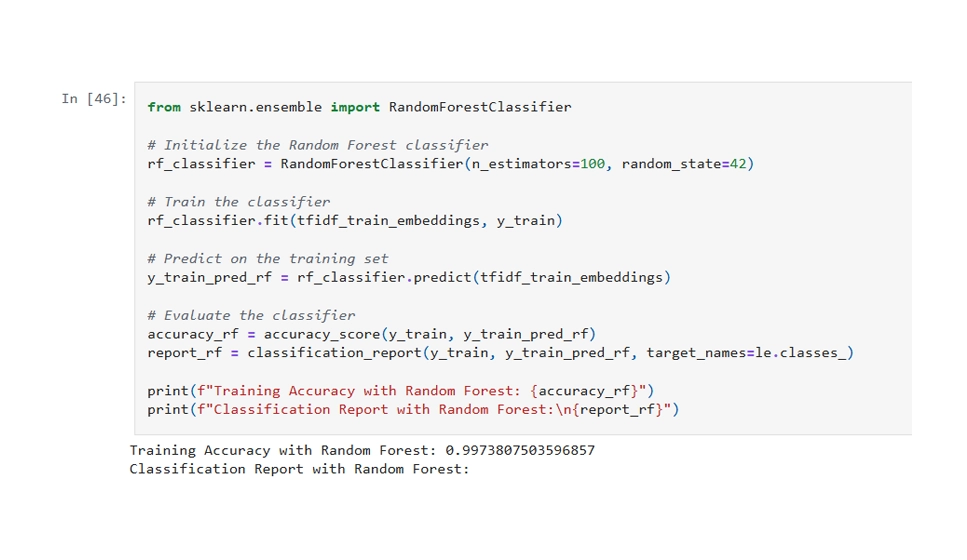 In [46]:
from sklearn.ensemble import RandomForestClassifier
# Initialize the Random Forest classifier
rf_classifier = RandomForestClassifier(n_estimators=100, random_state=42)
# Train the classifier
rf_classifier.fit(tfidf_train_embeddings, y_train)
# Predict on the training set
y_train_pred_rf = rf_classifier.predict(tfidf_train_embeddings)
# Evaluate the classifier
accuracy_rf = accuracy_score(y_train, y_train_pred_rf)
report_rf = classification_report(y_train, y_train_pred_rf, target_names=le.classes_)
print(f"Training Accuracy with Random Forest: {accuracy_rf}")
print(f"Classification Report with Random Forest:\n{report_rf}")
Training Accuracy with Random Forest: 0.9973807503596857
Classification Report with Random Forest: